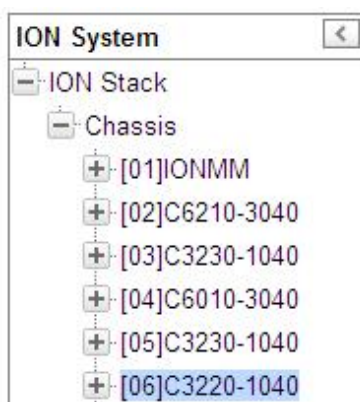 ION System
ION Stack
Chassis
[01]IONMM
[02]C6210-3040
[03]C3230-1040
[04]C6010-3040
[05]C3230-1040
[06]C3220-1040